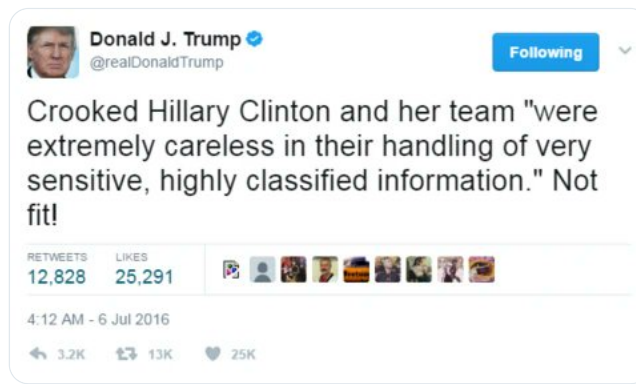 Donald J. Trump
@realDonaldTrump
Following
Crooked Hillary Clinton and her team "were
extremely careless in their handling of very
sensitive, highly classified information." Not
fit!
RETWEETS LIKES
12,828 25,291
4:12 AM - 6 Jul 2016
3.2K 13K 25K